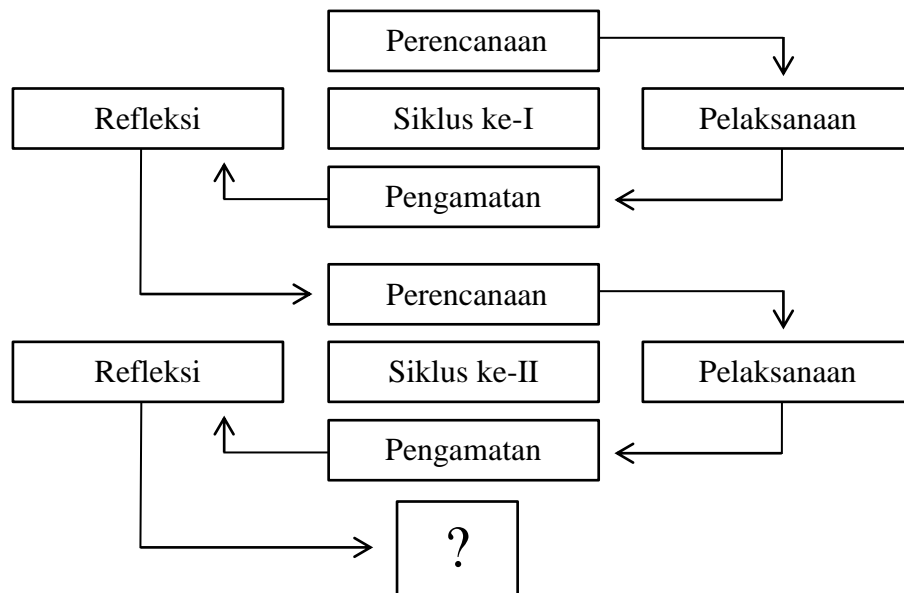 Perencanaan
Refleksi
Siklus ke-I
Pelaksanaan
Pengamatan
Perencanaan
Refleksi
Siklus ke-II
Pelaksanaan
Pengamatan
?